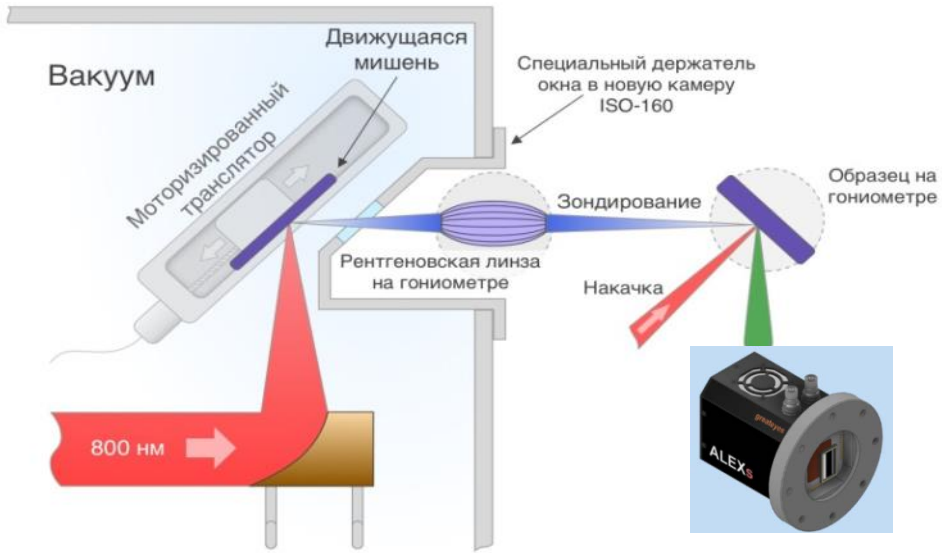 Вакуум
Движущаяся
мишень
Моторизированный
транслятор
Специальный держатель
окна в новую камеру
ISO-160
Рентгеновская линза
на гониометре
Зондирование
Образец на
гониометре
Накачка
800 нм
greateyes
ALEXs